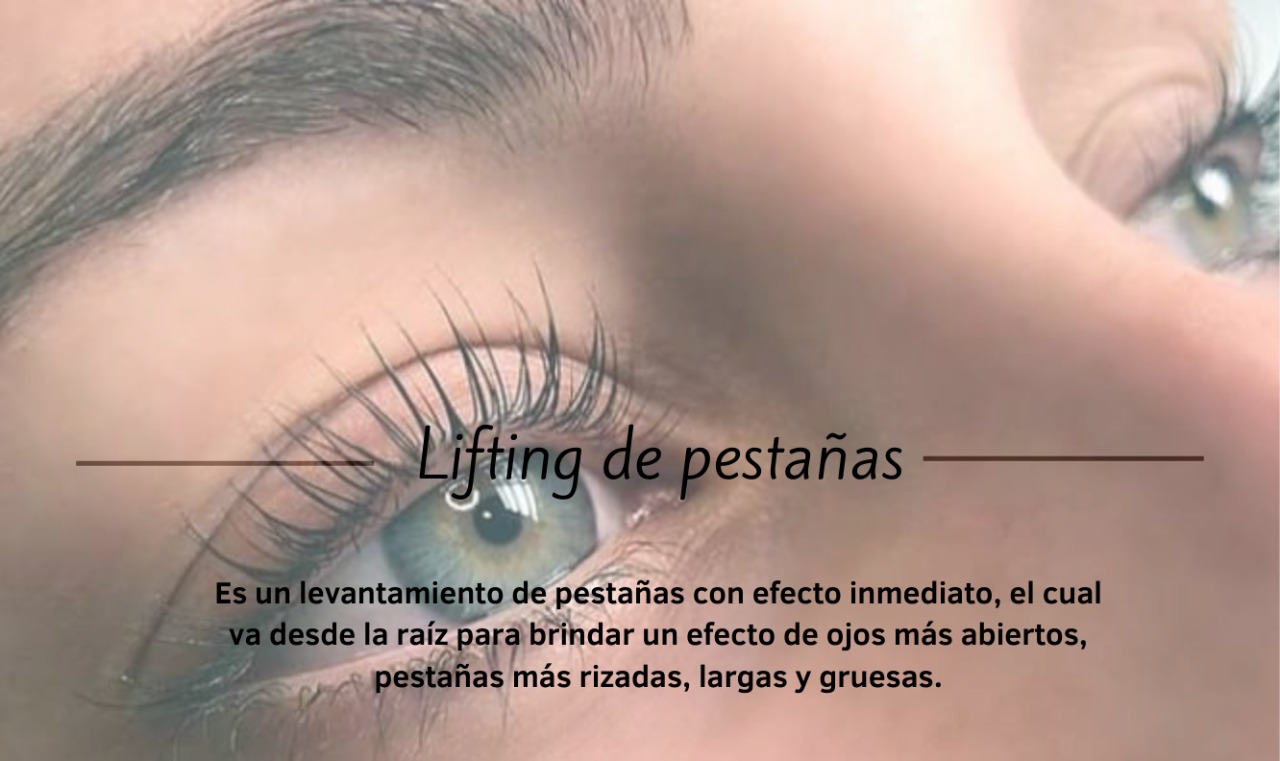 Lifting de pestañas
Es un levantamiento de pestañas con efecto inmediato, el cual
va desde la raíz para brindar un efecto de ojos más abiertos,
pestañas más rizadas, largas y gruesas.